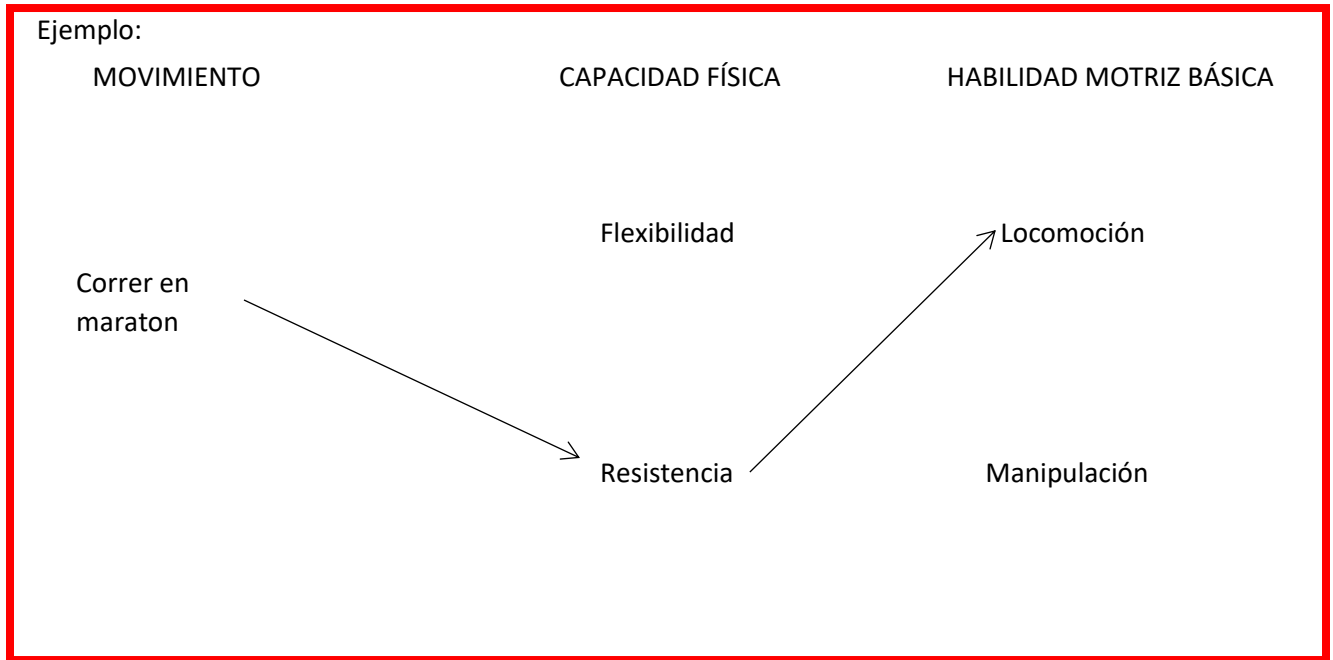 Ejemplo:
MOVIMIENTO CAPACIDAD FÍSICA HABILIDAD MOTRIZ BÁSICA
Flexibilidad Locomoción
Correr en
maraton
Resistencia Manipulación